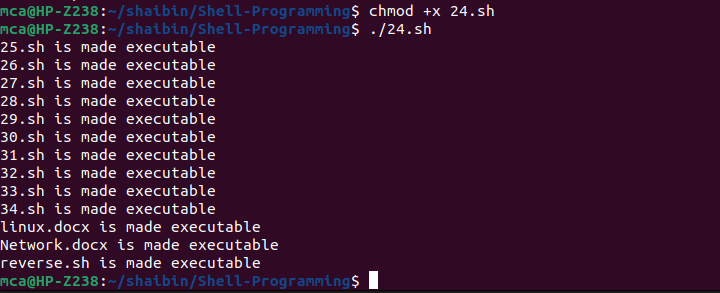 mca@HP-Z238:~/shaibin/Shell-Programming$ chmod +x 24.sh
mca@HP-Z238:~/shaibin/Shell-Programming$ ./24.sh
25.sh is made executable
26.sh is made executable
27.sh is made executable
28.sh is made executable
29.sh is made executable
30.sh is made executable
31.sh is made executable
32.sh is made executable
33.sh is made executable
34.sh is made executable
linux.docx is made executable
Network.docx is made executable
reverse.sh is made executable
mca@HP-Z238:~/shaibin/Shell-Programming$